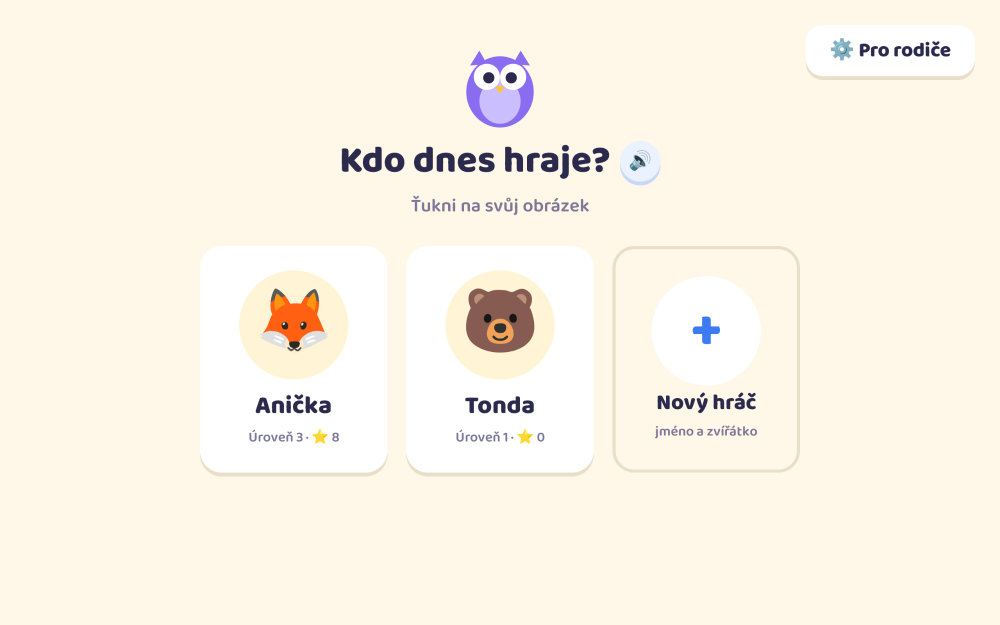 ⚙️ Pro rodiče
Kdo dnes hraje? 🔊
Ťukni na svůj obrázek
Anička
Úroveň 3 · ⭐ 8
Tonda
Úroveň 1 · ⭐ 0
Nový hráč
jméno a zvířátko